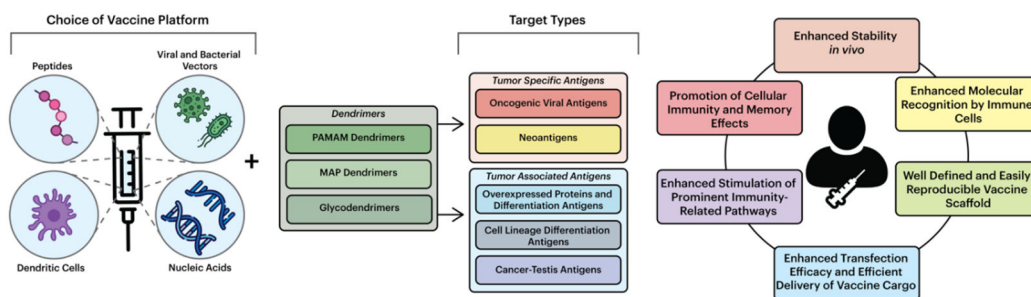 Choice of Vaccine Platform
Peptides
Viral and Bacterial
Vectors
Dendritic Cells
Nucleic Acids
+
Dendrimers
PAMAM Dendrimers
MAP Dendrimers
Glycodendrimers
Target Types
Tumor Specific Antigens
Oncogenic Viral Antigens
Neoantigens
Tumor Associated Antigens
Overexpressed Proteins and
Differentiation Antigens
Cell Lineage Differentiation
Antigens
Cancer-Testis Antigens
Enhanced Stability
in vivo
Promotion of Cellular
Immunity and Memory
Effects
Enhanced Molecular
Recognition by Immune
Cells
Enhanced Stimulation of
Prominent Immunity-
Related Pathways
Well Defined and Easily
Reproducible Vaccine
Scaffold
Enhanced Transfection
Efficacy and Efficient
Delivery of Vaccine Cargo